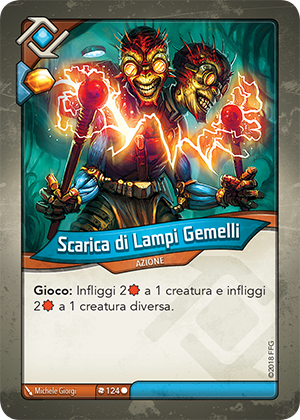 Scarica di Lampi Gemelli
AZIONE
Gioco: Infliggi 2 a 1 creatura e infliggi
2 a 1 creatura diversa.
Michele Giorgi
124
©2018 FFG